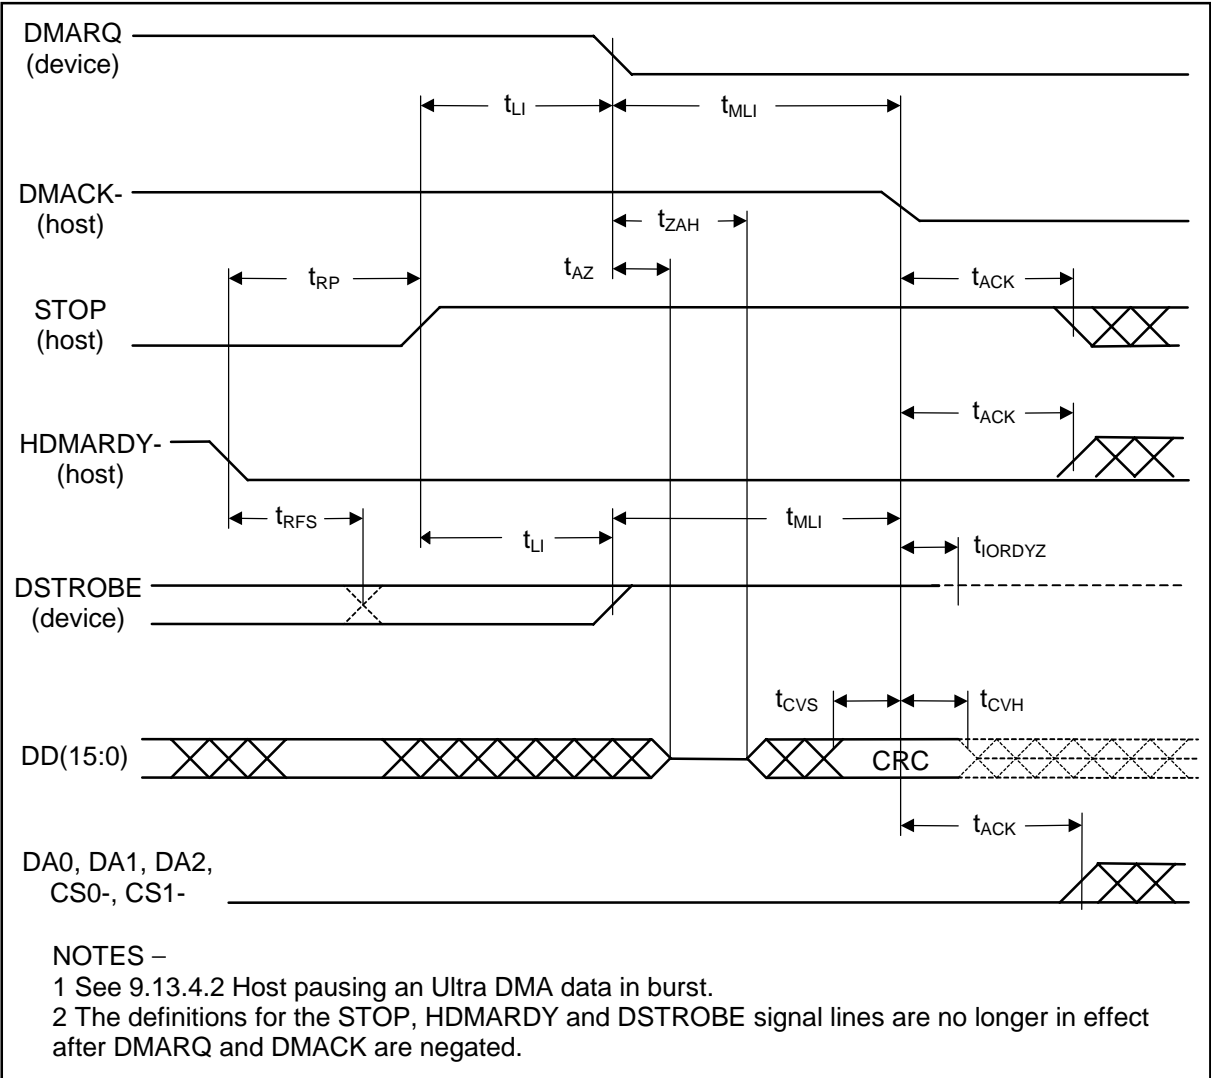 DMARQ
(device)
tLI
tMLI
DMACK-
(host)
tZAH
tAZ
tRP
tACK
STOP
(host)
tACK
HDMARDY-
(host)
tRFS
tLI
tMLI
tIORDYZ
DSTROBE
(device)
tCVS
tCVH
DD(15:0)
CRC
tACK
DA0, DA1, DA2,
CS0-, CS1-
NOTES –
1 See 9.13.4.2 Host pausing an Ultra DMA data in burst.
2 The definitions for the STOP, HDMARDY and DSTROBE signal lines are no longer in effect
after DMARQ and DMACK are negated.